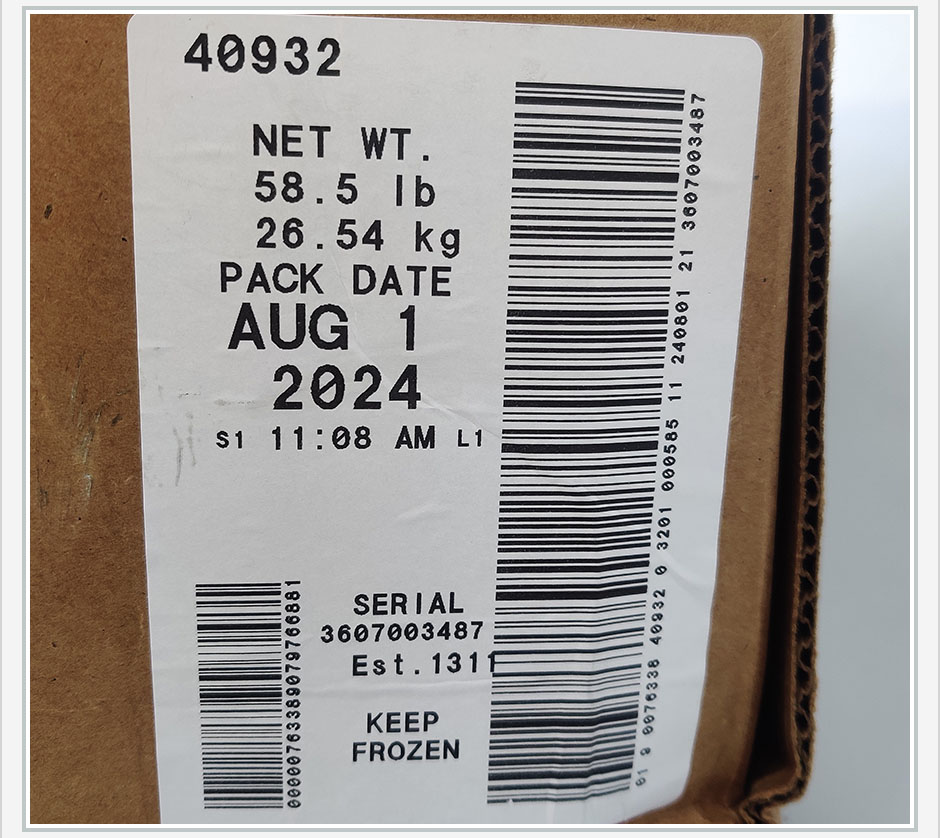 40932
NET WT.
58.5 lb
26.54 kg
PACK DATE
AUG 1
2024
S1 11:08 AM L1
SERIAL
3607003487
Est.1311
KEEP
FROZEN
00000763389079766881
01 9 0076338 40932 0 3201 000585 11 240801 21 3607003487